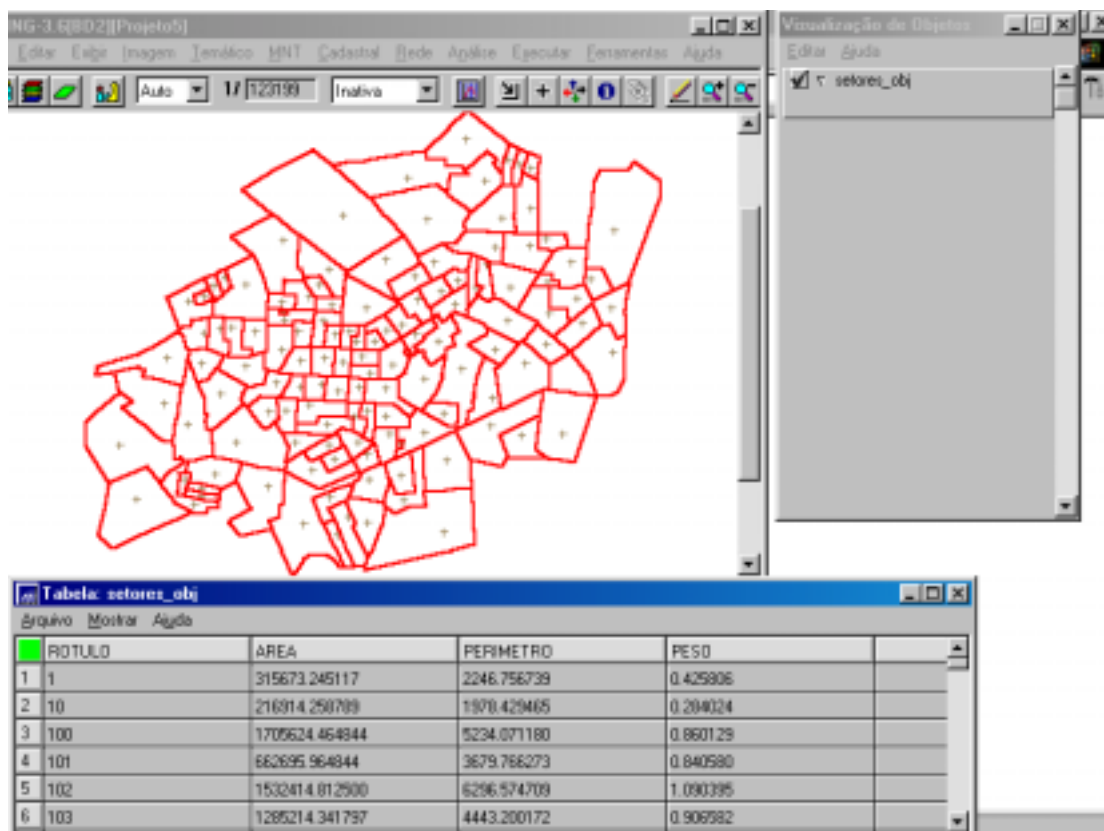 NG-3.6[BD2][Projeto5]
Editar Exibir Imagem Temático MNT Cadastral Rede Análise Executar Ferramentas Ajuda
Auto 1/ 123199 Inativa
Visualização de Objetos
Editar Ajuda
setores_obj
Tabela: setores_obj
Arquivo Mostrar Ajuda
ROTULO AREA PERIMETRO PESO
1 1 315673.245117 2246.756739 0.425806
2 10 216914.258789 1978.429465 0.284024
3 100 1705624.464844 5234.071180 0.860129
4 101 662695.964844 3679.766273 0.840580
5 102 1532414.812500 6296.574709 1.090395
6 103 1285214.341797 4443.200172 0.906582